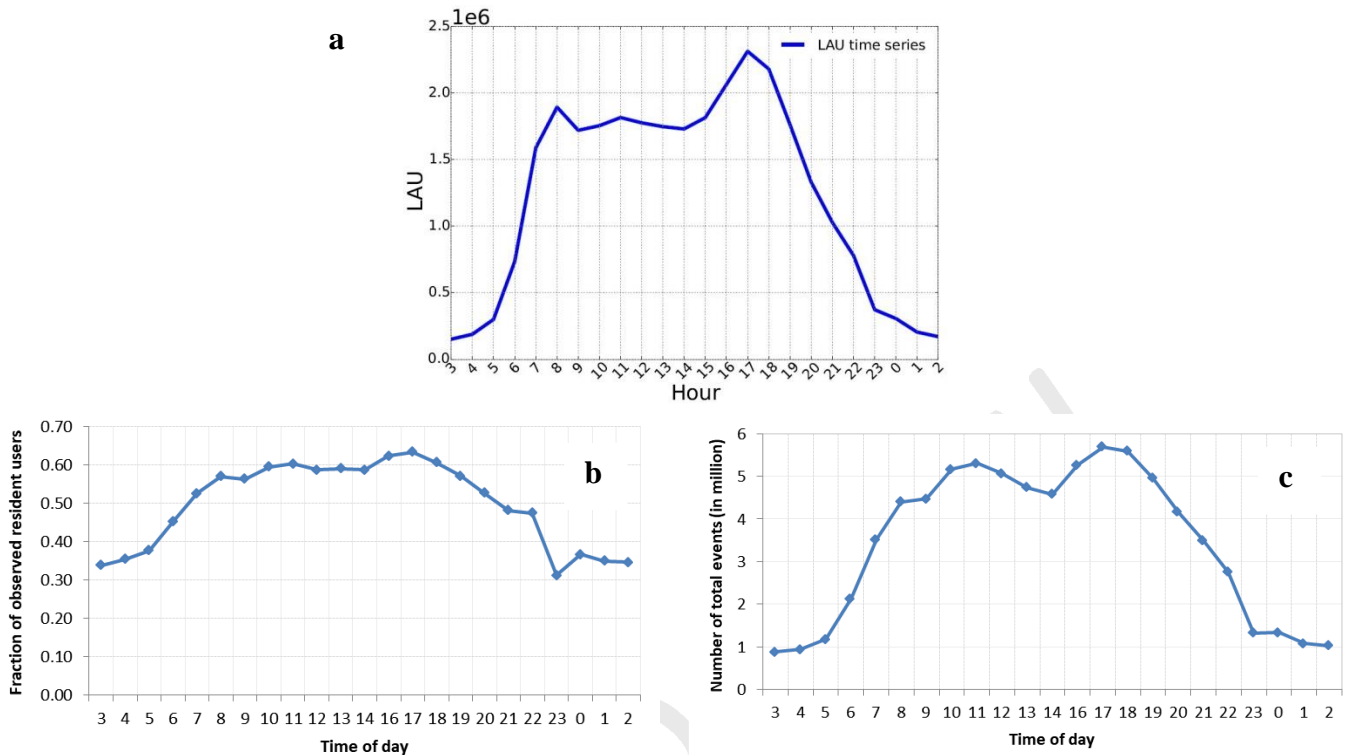 a
1e6
2.5
2.0
1.5
1.0
0.5
0.0
LAU
LAU time series
3 4 5 6 7 8 9 10 11 12 13 14 15 16 17 18 19 20 21 22 23 0 1 2
Hour
b
0.70
0.60
0.50
0.40
0.30
0.20
0.10
0.00
Fraction of observed resident users
3 4 5 6 7 8 9 10 11 12 13 14 15 16 17 18 19 20 21 22 23 0 1 2
Time of day
c
6
5
4
3
2
1
0
Number of total events (in million)
3 4 5 6 7 8 9 10 11 12 13 14 15 16 17 18 19 20 21 22 23 0 1 2
Time of day